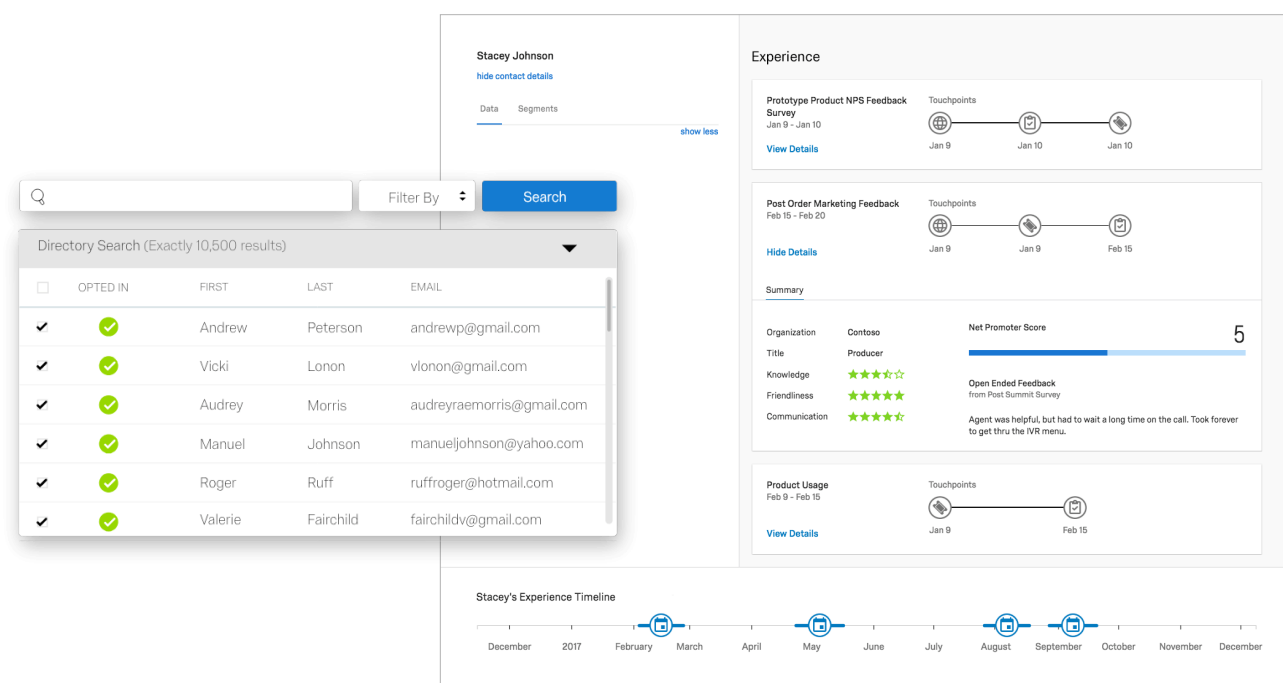 Stacey Johnson
hide contact details
Data Segments
show less
Filter By Search
Directory Search (Exactly 10,500 results)
OPTED IN FIRST LAST EMAIL
Andrew Peterson andrewp@gmail.com
Vicki Lonon vlonon@gmail.com
Audrey Morris audreyraemorris@gmail.com
Manuel Johnson manueljohnson@yahoo.com
Roger Ruff ruffroger@hotmail.com
Valerie Fairchild fairchildv@gmail.com
Experience
Prototype Product NPS Feedback
Survey
Jan 9 - Jan 10
View Details
Touchpoints
Jan 9 Jan 10 Jan 10
Post Order Marketing Feedback
Feb 15 - Feb 20
Hide Details
Touchpoints
Jan 9 Jan 9 Feb 15
Summary
Organization Contoso
Title Producer
Knowledge
Friendliness
Communication
Net Promoter Score 5
Open Ended Feedback
from Post Summit Survey
Agent was helpful, but had to wait a long time on the call. Took forever
to get thru the IVR menu.
Product Usage
Feb 9 - Feb 15
View Details
Touchpoints
Jan 9 Feb 15
Stacey's Experience Timeline
December 2017 February March April May June July August September October November December